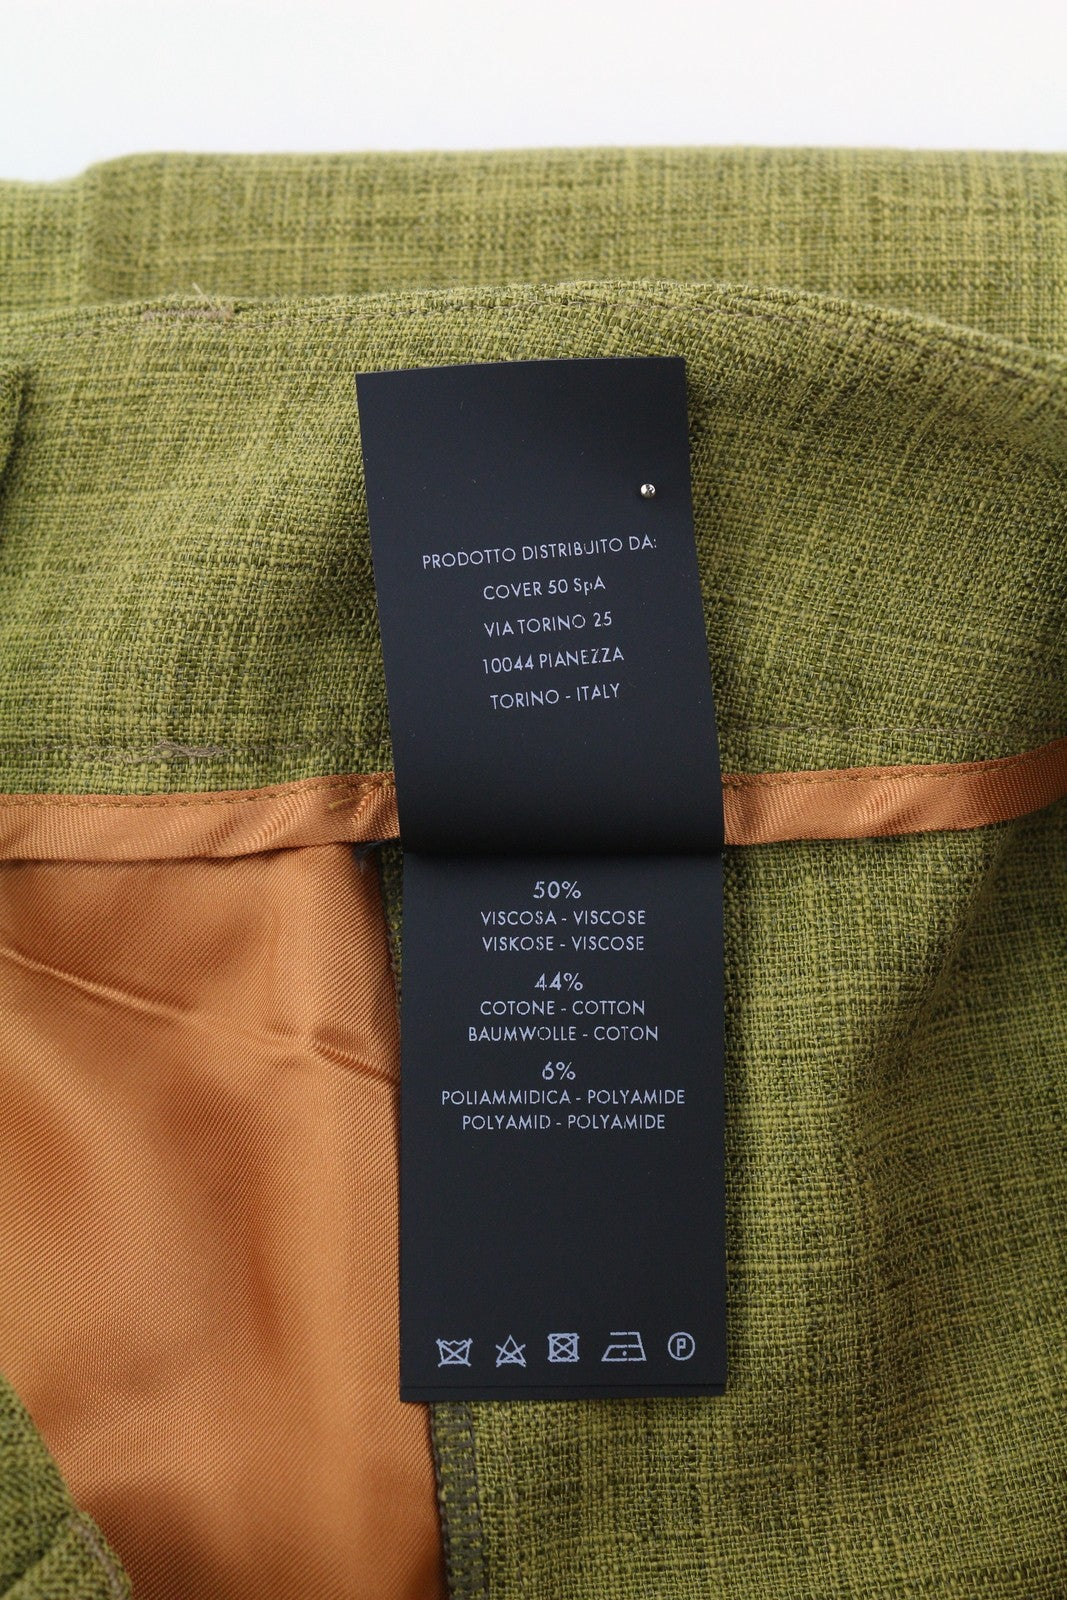 PRODOTTO DISTRIBUITO DA:
COVER 50 SpA
VIA TORINO 25
10044 PIANEZZA
TORINO - ITALY
50%
VISCOSA - VISCOSE
VISKOSE - VISCOSE
44%
COTONE - COTTON
BAUMWOLLE - COTON
6%
POLIAMMIDICA - POLYAMIDE
POLYAMID - POLYAMIDE
P